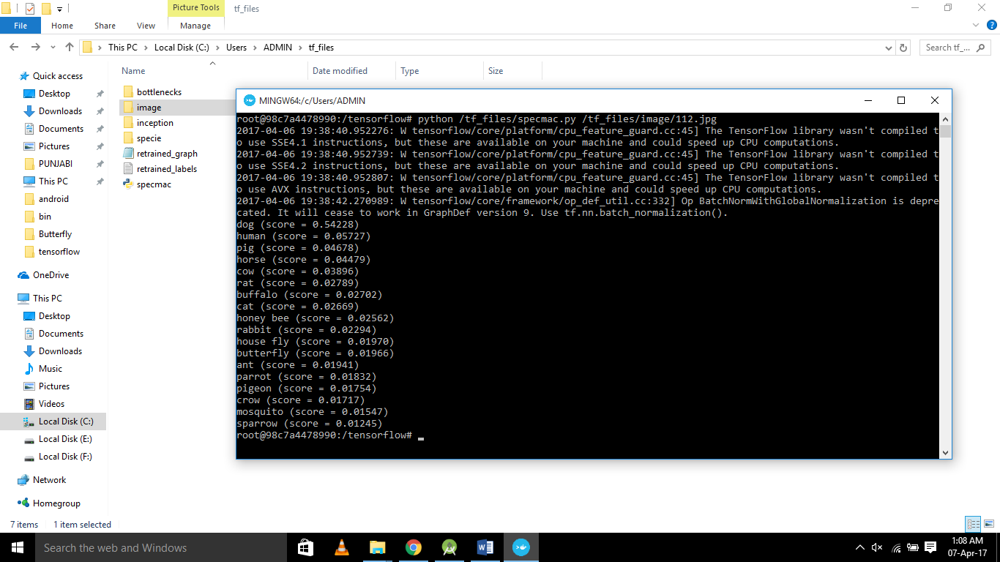 Picture Tools
tf_files
File
Home
Share
View
Manage
This PC
Local Disk (C:)
Users
ADMIN
tf_files
Search tf_...
Name
Date modified
Type
Size
Quick access
Desktop
Downloads
Documents
Pictures
PUNJABI
This PC
android
bin
Butterfly
tensorflow
OneDrive
This PC
Desktop
Documents
Downloads
Music
Pictures
Videos
Local Disk (C:)
Local Disk (E:)
Local Disk (F:)
Network
Homegroup
bottlenecks
image
inception
specie
retrained_graph
retrained_labels
specmac
MINGW64:/c/Users/ADMIN
root@98c7a4478990:/tensorflow# python /tf_files/specmac.py /tf_files/image/112.jpg
2017-04-06 19:38:40.952276: W tensorflow/core/platform/cpu_feature_guard.cc:45] The TensorFlow library wasn't compiled t
o use SSE4.1 instructions, but these are available on your machine and could speed up CPU computations.
2017-04-06 19:38:40.952739: W tensorflow/core/platform/cpu_feature_guard.cc:45] The TensorFlow library wasn't compiled t
o use SSE4.2 instructions, but these are available on your machine and could speed up CPU computations.
2017-04-06 19:38:40.952807: W tensorflow/core/platform/cpu_feature_guard.cc:45] The TensorFlow library wasn't compiled t
o use AVX instructions, but these are available on your machine and could speed up CPU computations.
2017-04-06 19:38:42.270989: W tensorflow/core/framework/op_def_util.cc:332] Op BatchNormWithGlobalNormalization is depre
cated. It will cease to work in GraphDef version 9. Use tf.nn.batch_normalization().
dog (score = 0.54228)
human (score = 0.05727)
pig (score = 0.04678)
horse (score = 0.04479)
cow (score = 0.03896)
rat (score = 0.02789)
buffalo (score = 0.02702)
cat (score = 0.02669)
honey bee (score = 0.02562)
rabbit (score = 0.02294)
house fly (score = 0.01970)
butterfly (score = 0.01966)
ant (score = 0.01941)
parrot (score = 0.01832)
pigeon (score = 0.01754)
crow (score = 0.01717)
mosquito (score = 0.01547)
sparrow (score = 0.01245)
root@98c7a4478990:/tensorflow#
7 items
1 item selected
Search the web and Windows
1:08 AM
07-Apr-17